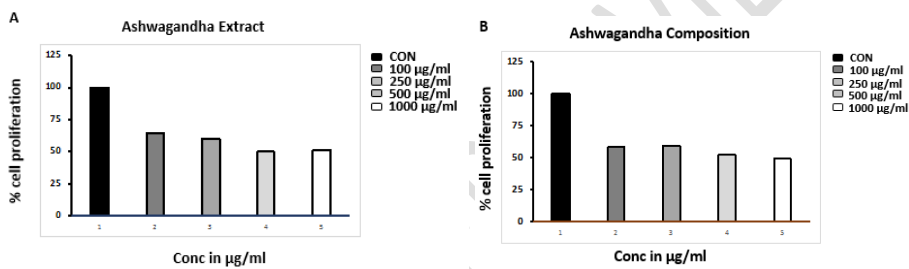 A
Ashwagandha Extract
% cell proliferation
125
100
75
50
25
0
1 2 3 4 5
Conc in µg/ml
CON
100 µg/ml
250 µg/ml
500 µg/ml
1000 µg/ml
B
Ashwagandha Composition
% cell proliferation
125
100
75
50
25
0
1 2 3 4 5
Conc in µg/ml
CON
100 µg/ml
250 µg/ml
500 µg/ml
1000 µg/ml